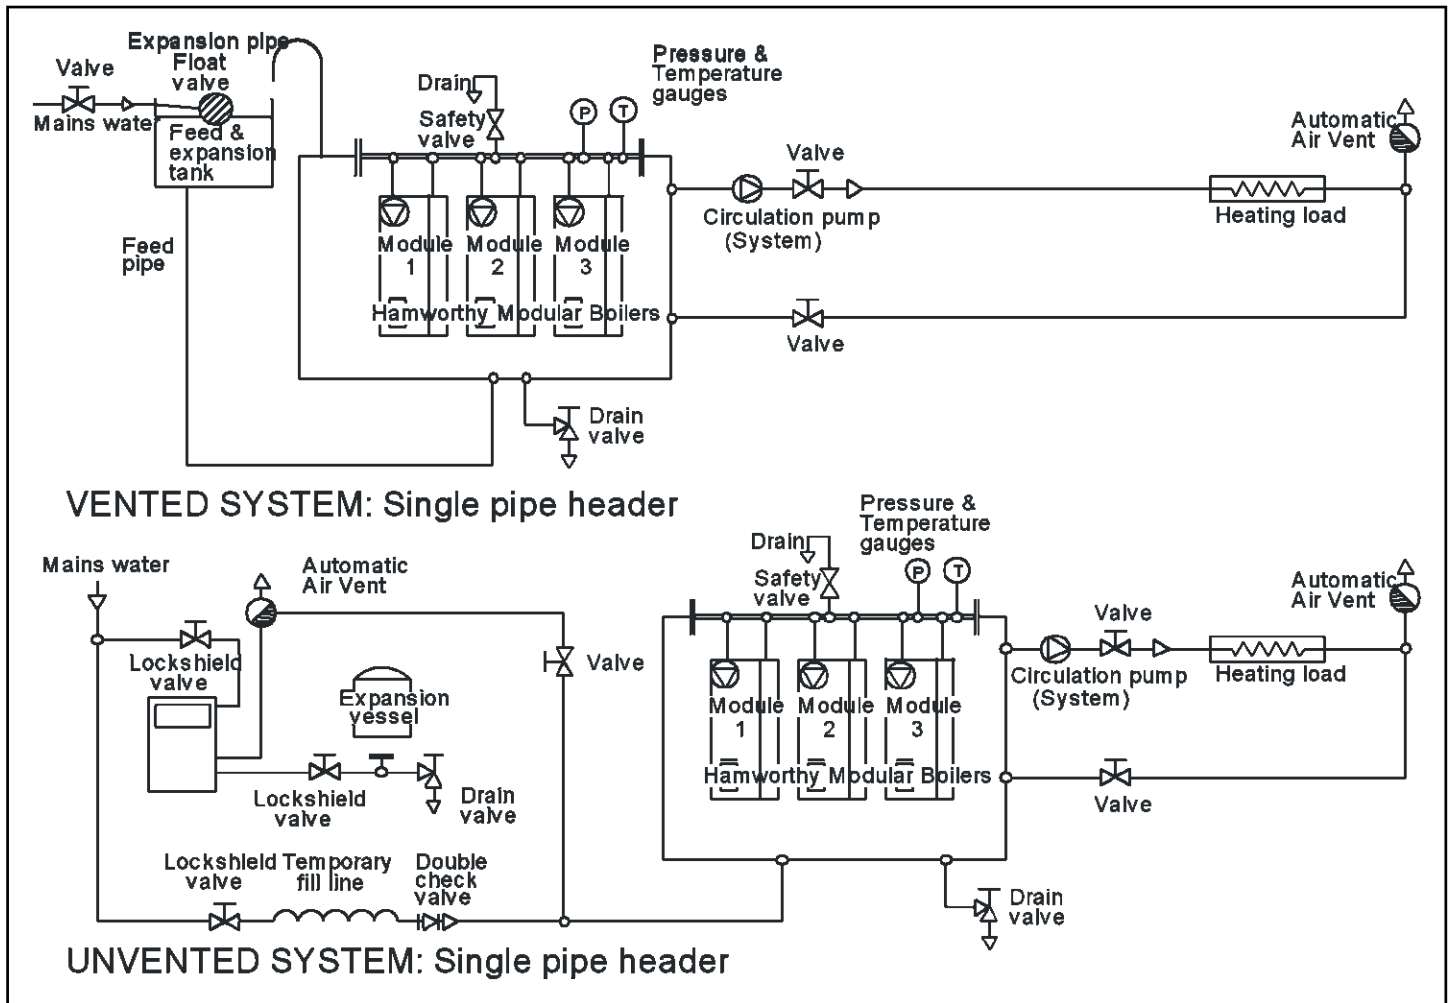 Expansion pipe
Float
valve
Valve
Mains water
Feed &
expansion
tank
Feed
pipe
Drain
Safety
valve
Pressure &
Temperature
gauges
P
T
Module
1
Module
2
Module
3
Hamworthy Modular Boilers
Valve
Circulation pump
(System)
Heating load
Automatic
Air Vent
Valve
Drain
valve
VENTED SYSTEM: Single pipe header
Mains water
Automatic
Air Vent
Lockshield
valve
Expansion
vessel
Valve
Lockshield
valve
Drain
valve
Lockshield
valve
Temporary
fill line
Double
check
valve
Drain
Safety
valve
Pressure &
Temperature
gauges
P
T
Module
1
Module
2
Module
3
Hamworthy Modular Boilers
Valve
Circulation pump
(System)
Heating load
Automatic
Air Vent
Valve
Drain
valve
UNVENTED SYSTEM: Single pipe header